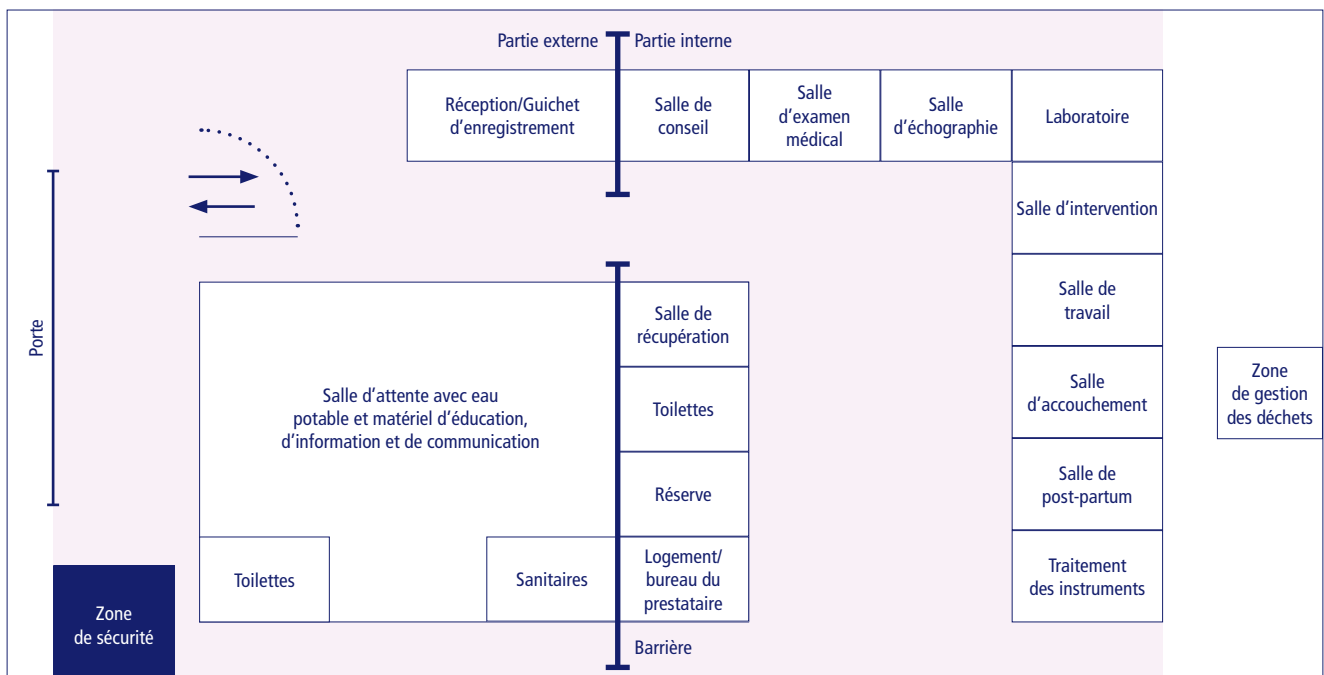 Partie externe
Partie interne
Réception/Guichet
d'enregistrement
Salle de
conseil
Salle
d'examen
médical
Salle
d'échographie
Laboratoire
Salle d'intervention
Porte
Salle de
récupération
Salle de
travail
Salle d'attente avec eau
potable et matériel d'éducation,
d'information et de communication
Toilettes
Salle
d'accouchement
Zone
de gestion
des déchets
Réserve
Salle de
post-partum
Toilettes
Sanitaires
Logement/
bureau du
prestataire
Traitement
des instruments
Zone
de sécurité
Barrière